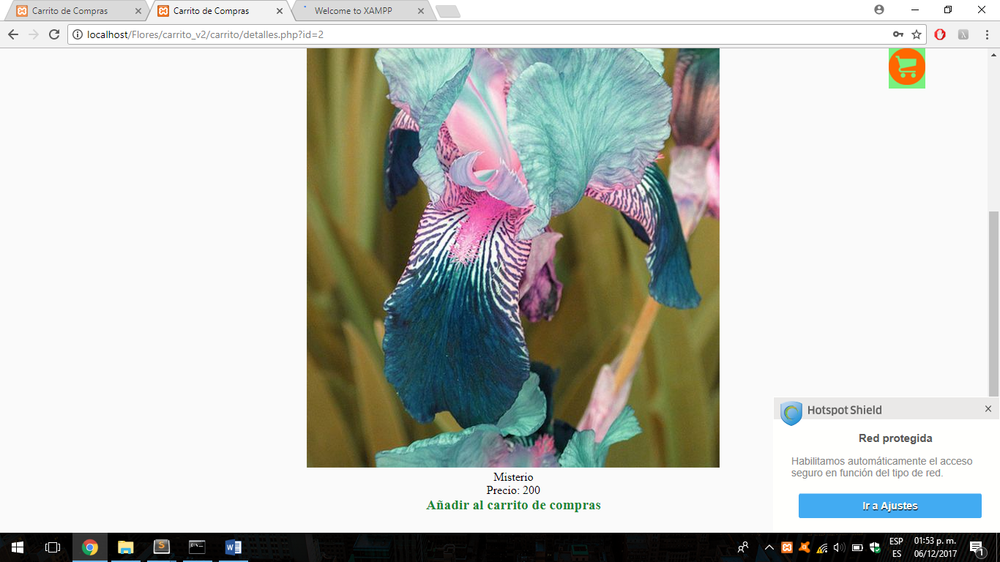 Carrito de Compras
Carrito de Compras
Welcome to XAMPP
localhost/Flores/carrito_v2/carrito/detalles.php?id=2
Misterio
Precio: 200
Añadir al carrito de compras
Hotspot Shield
Red protegida
Habilitamos automáticamente el acceso
seguro en función del tipo de red.
Ir a Ajustes
ESP
ES
01:53 p. m.
06/12/2017
1